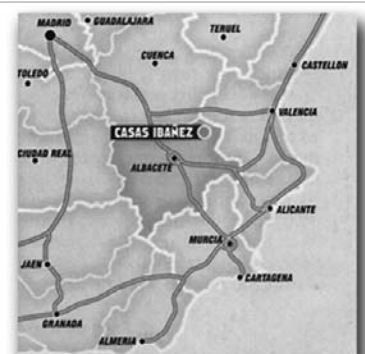 MADRID
GUADALAJARA
TERUEL
CUENCA
CASTELLON
TOLEDO
VALENCIA
CASAS IBAÑEZ
CIUDAD REAL
ALBACETE
ALICANTE
MURCIA
JAEN
CARTAGENA
GRANADA
ALMERIA